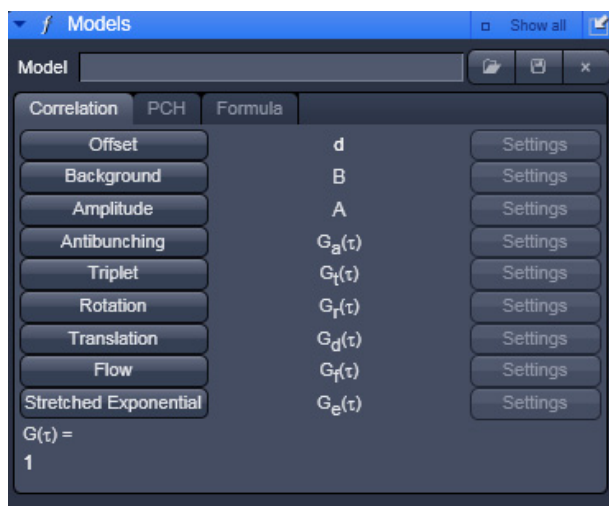 f Models Show all
Model
Correlation PCH Formula
Offset d Settings
Background B Settings
Amplitude A Settings
Antibunching Ga(τ) Settings
Triplet Gt(τ) Settings
Rotation Gr(τ) Settings
Translation Gd(τ) Settings
Flow Gf(τ) Settings
Stretched Exponential Ge(τ) Settings
G(τ) =
1